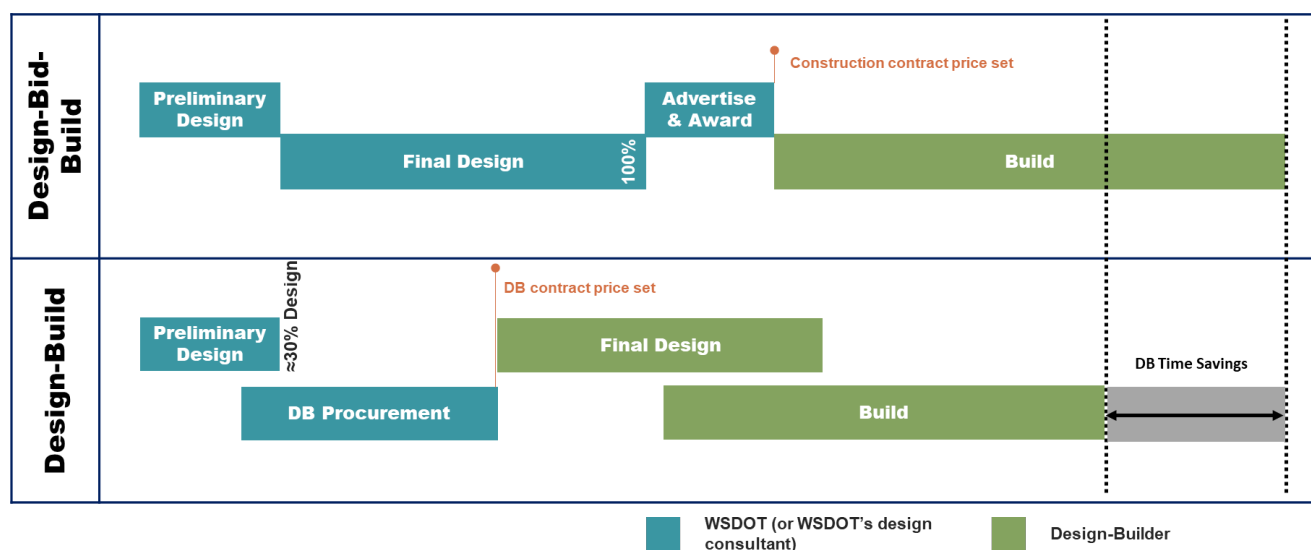 Design-Bid-
Build
Preliminary
Design
Final Design
100%
Advertise
& Award
Construction contract price set
Build
Design-Build
Preliminary
Design
≈30% Design
DB Procurement
DB contract price set
Final Design
Build
DB Time Savings
WSDOT (or WSDOT's design
consultant)
Design-Builder